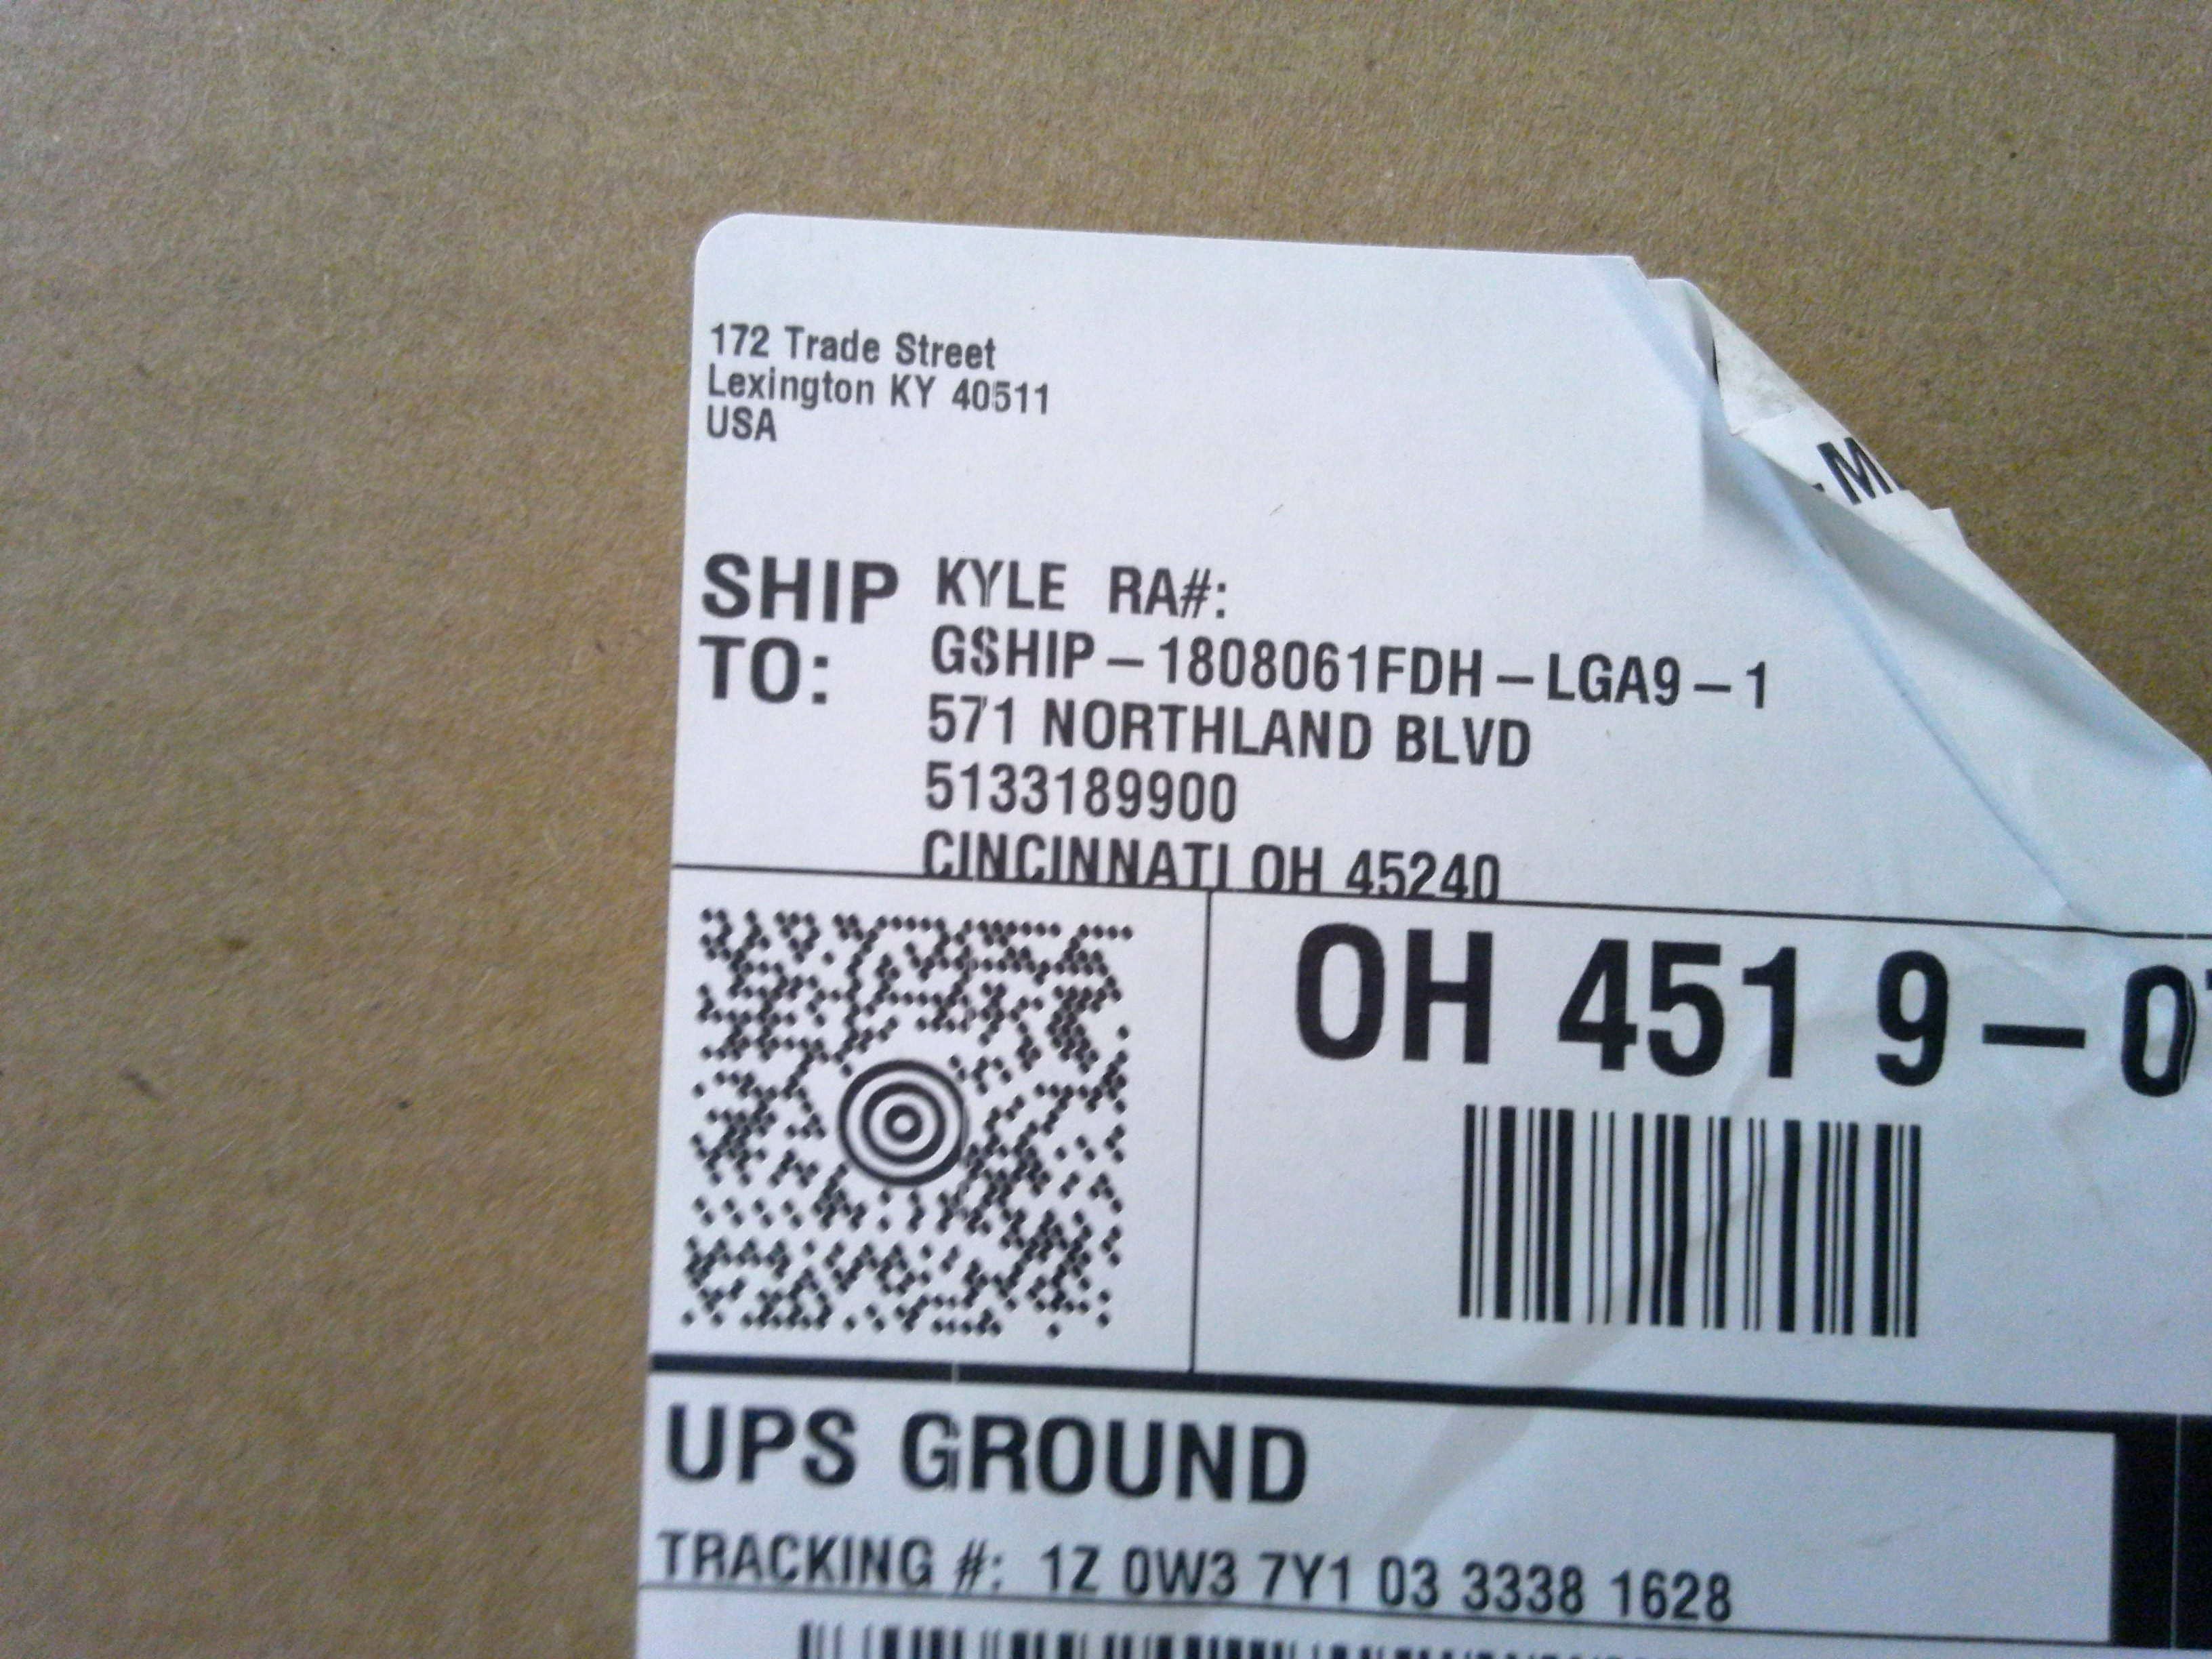 172 Trade Street
Lexington KY 40511
USA
SHIP TO:
KYLE RA#:
GSHIP-1808061FDH-LGA9-1
571 NORTHLAND BLVD
5133189900
CINCINNATI OH 45240
OH 451 9-0
UPS GROUND
TRACKING #: 1Z 0W3 7Y1 03 3338 1628